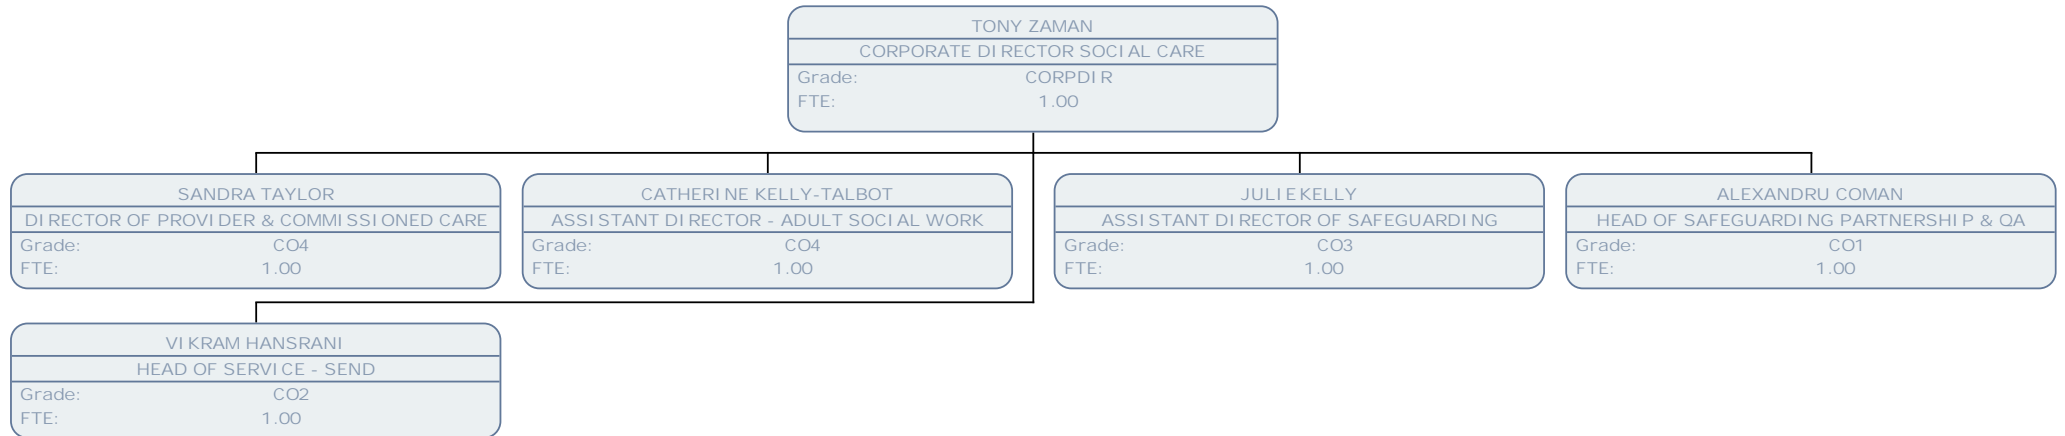 TONY ZAMAN
CORPORATE DIRECTOR SOCIAL CARE
Grade: CORPDIR
FTE: 1.00
SANDRA TAYLOR
DIRECTOR OF PROVIDER & COMMISSIONED CARE
Grade: CO4
FTE: 1.00
CATHERINE KELLY-TALBOT
ASSISTANT DIRECTOR - ADULT SOCIAL WORK
Grade: CO4
FTE: 1.00
JULIE KELLY
ASSISTANT DIRECTOR OF SAFEGUARDING
Grade: CO3
FTE: 1.00
ALEXANDRU COMAN
HEAD OF SAFEGUARDING PARTNERSHIP & QA
Grade: CO1
FTE: 1.00
VIKRAM HANSRANI
HEAD OF SERVICE - SEND
Grade: CO2
FTE: 1.00